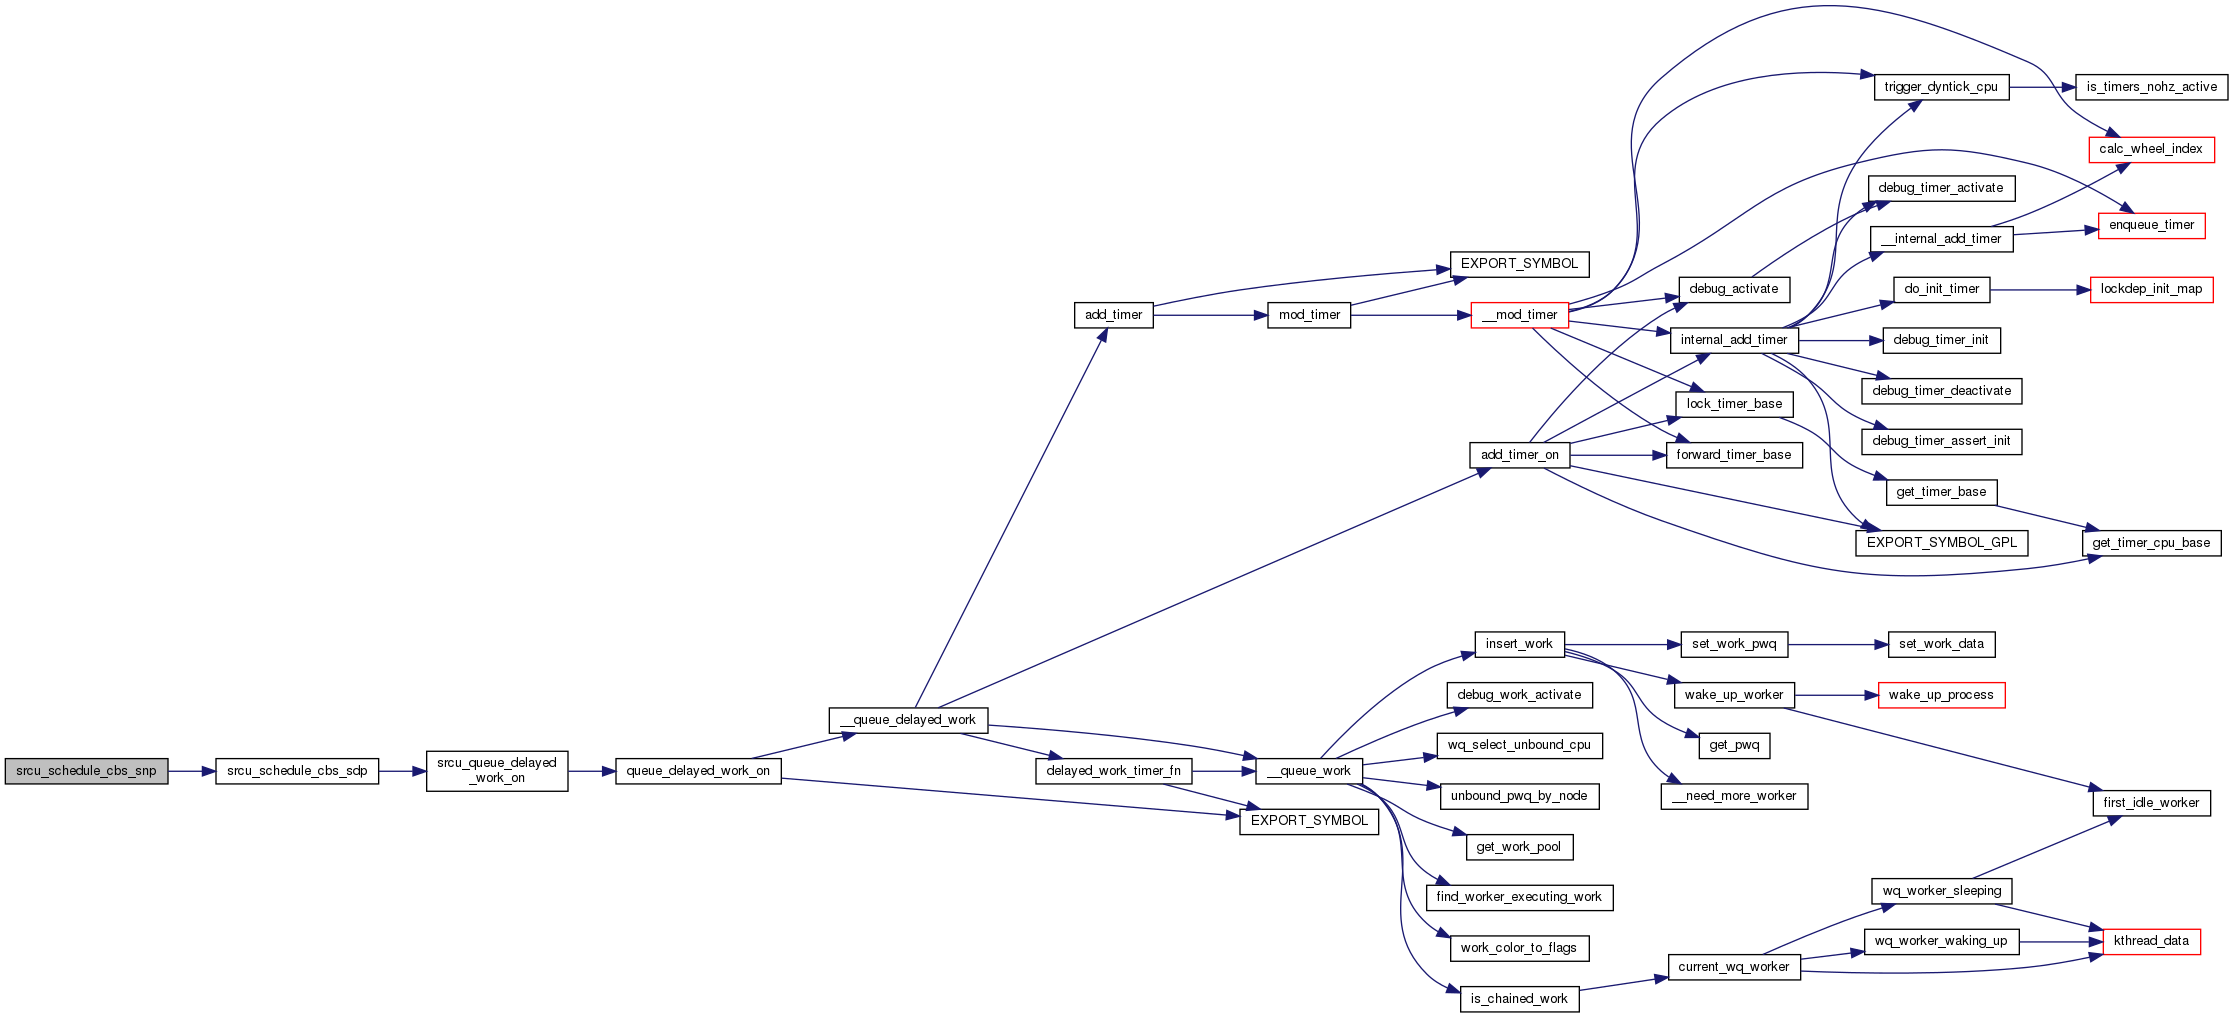 srcu_schedule_cbs_snp
srcu_schedule_cbs_sdp
srcu_queue_delayed
_work_on
queue_delayed_work_on
__queue_delayed_work
add_timer
delayed_work_timer_fn
EXPORT_SYMBOL
mod_timer
__queue_work
EXPORT_SYMBOL
__mod_timer
add_timer_on
insert_work
debug_work_activate
wq_select_unbound_cpu
unbound_pwq_by_node
get_work_pool
find_worker_executing_work
work_color_to_flags
is_chained_work
debug_activate
internal_add_timer
lock_timer_base
forward_timer_base
set_work_pwq
wake_up_worker
get_pwq
__need_more_worker
current_wq_worker
trigger_dyntick_cpu
debug_timer_activate
__internal_add_timer
do_init_timer
debug_timer_init
debug_timer_deactivate
debug_timer_assert_init
get_timer_base
EXPORT_SYMBOL_GPL
set_work_data
wake_up_process
wq_worker_sleeping
wq_worker_waking_up
is_timers_nohz_active
calc_wheel_index
enqueue_timer
lockdep_init_map
get_timer_cpu_base
first_idle_worker
kthread_data